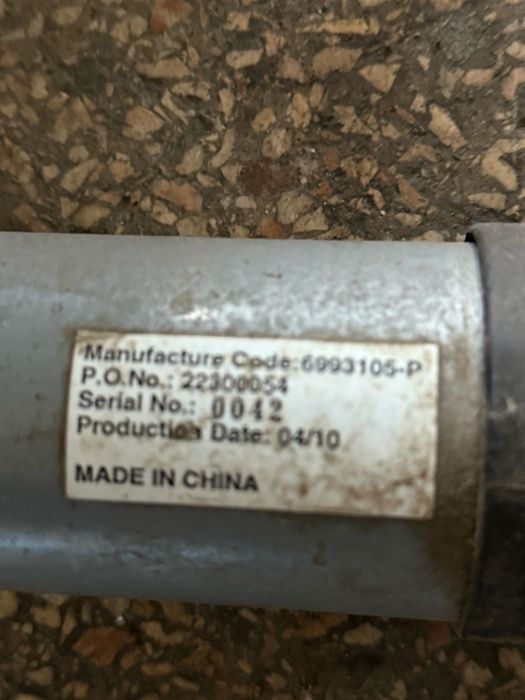 Manufacture Code:6993105-P
P.O.No.: 22300054
Serial No.: 0042
Production Date: 04/10
MADE IN CHINA